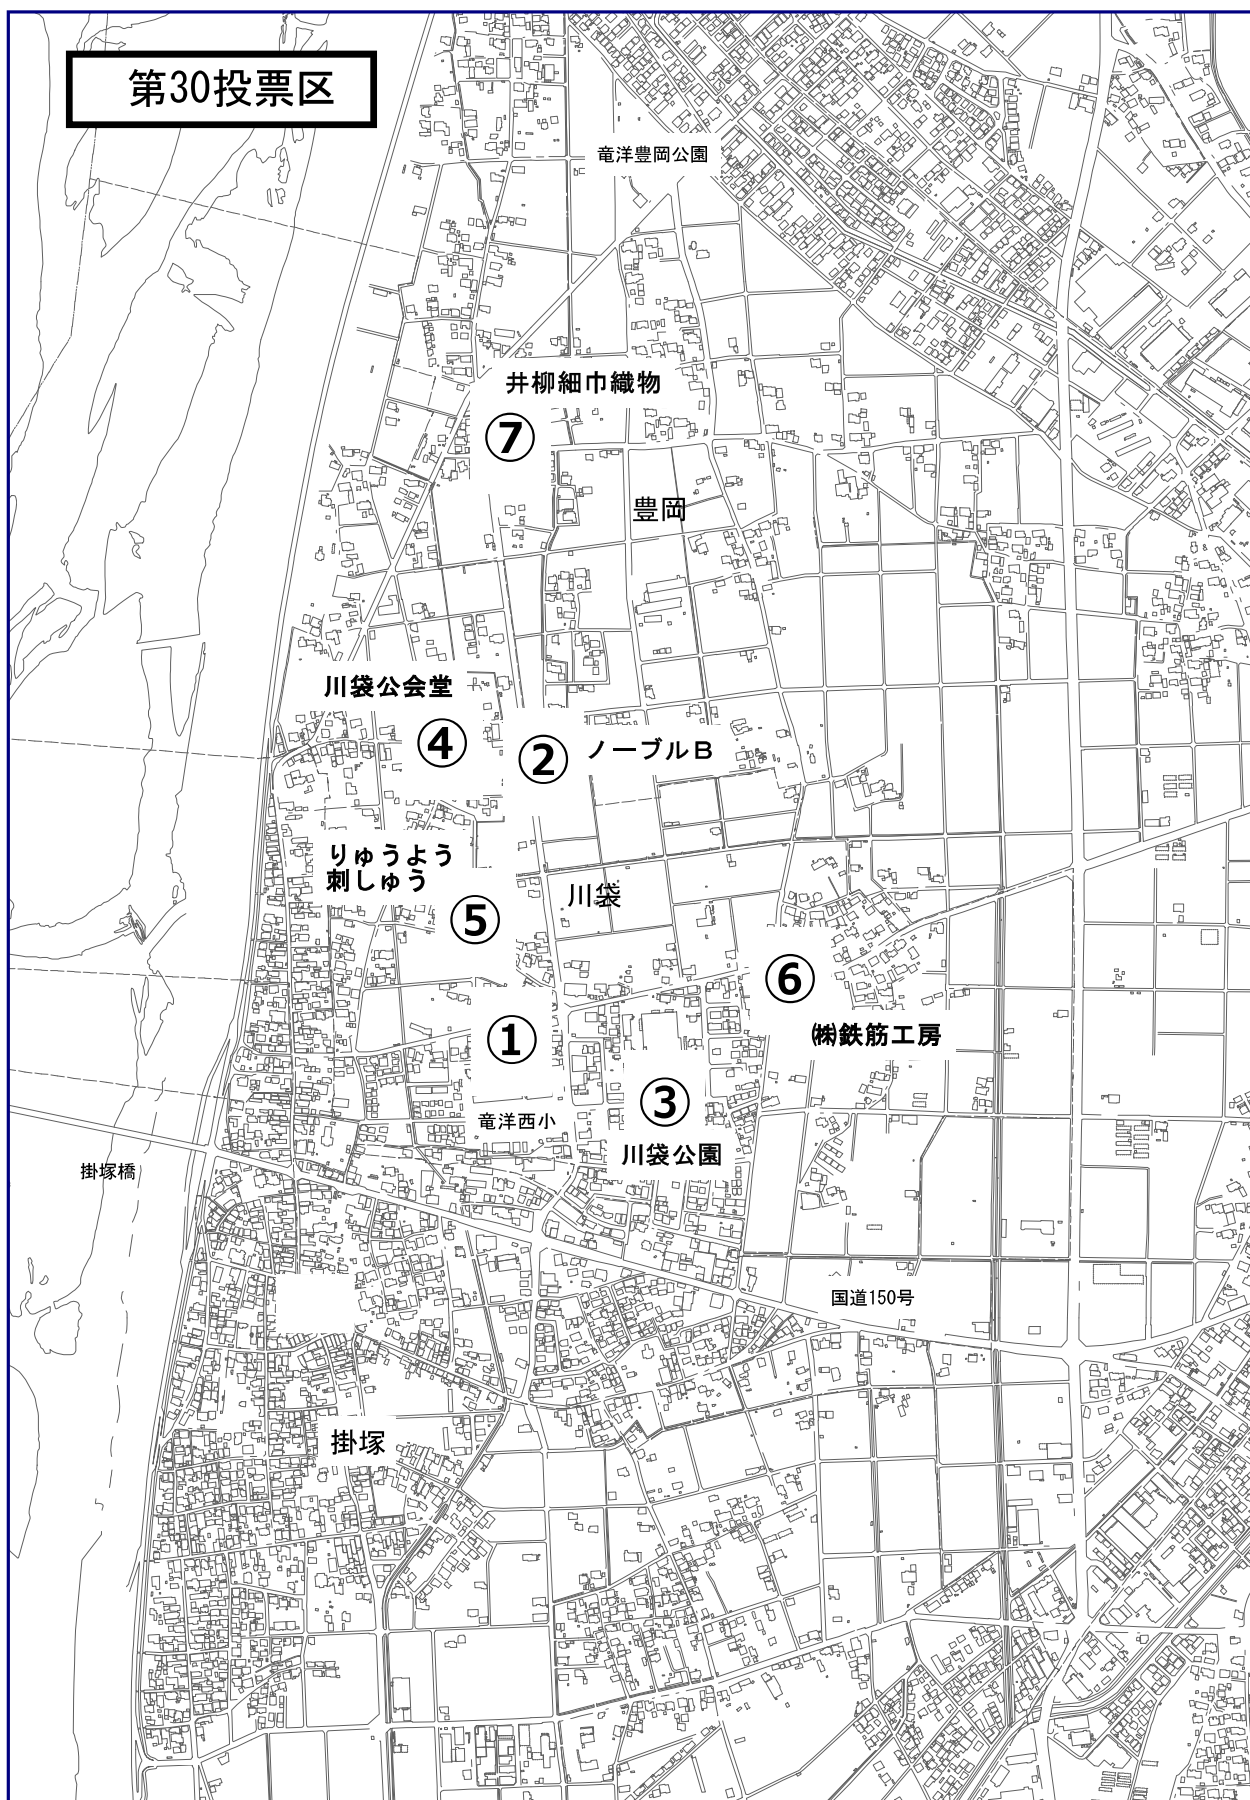 第30投票区
竜洋豊岡公園
井柳細巾織物
⑦
豊岡
川袋公会堂
④
②
ノーブルB
りゅうよう
刺しゅう
川袋
⑤
⑥
㈱鉄筋工房
①
③
竜洋西小
川袋公園
掛塚橋
国道150号
掛塚